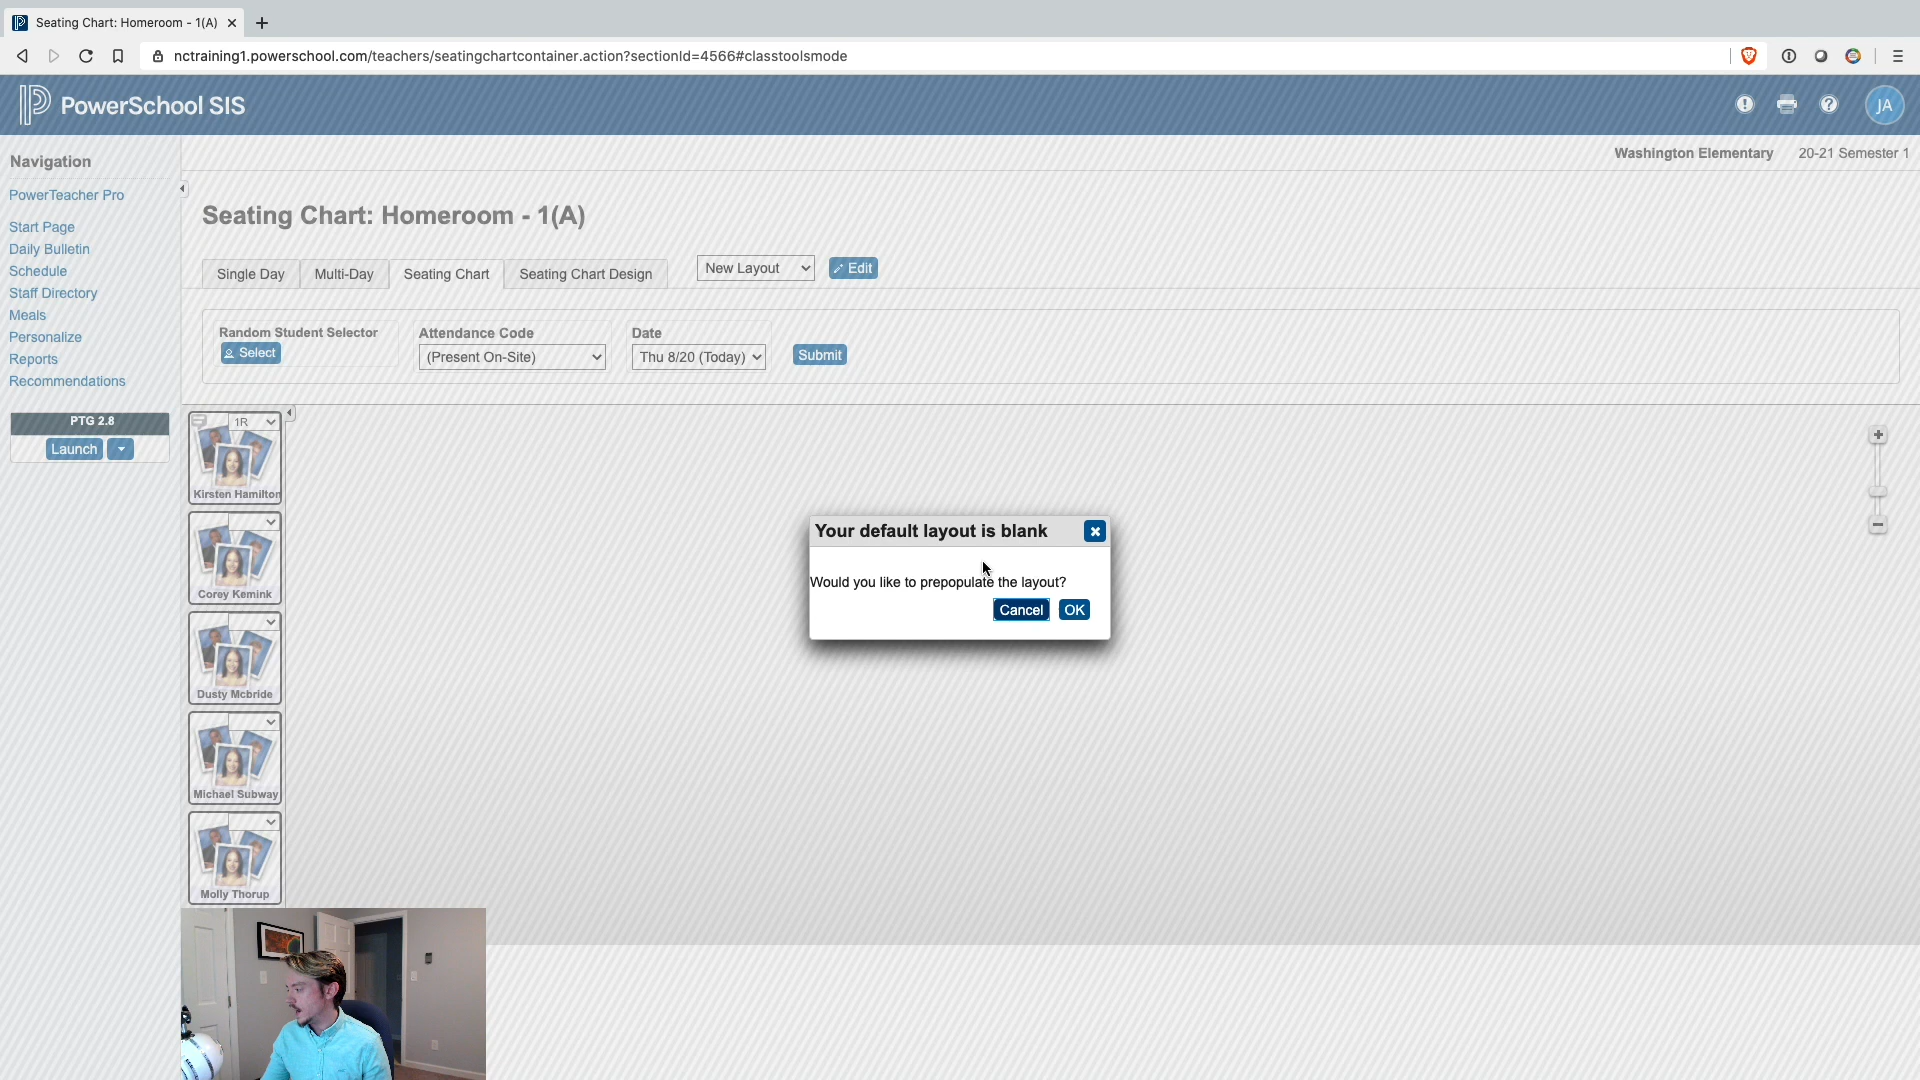 Seating Chart: Homeroom - 1(A)
nctraining1.powerschool.com/teachers/seatingchartcontainer.action?sectionId=4566#classtoolsmode
PowerSchool SIS
JA
Washington Elementary 20-21 Semester 1
Navigation
PowerTeacher Pro
Start Page
Daily Bulletin
Schedule
Staff Directory
Meals
Personalize
Reports
Recommendations
PTG 2.8
Launch
Seating Chart: Homeroom - 1(A)
Single Day Multi-Day Seating Chart Seating Chart Design New Layout Edit
Random Student Selector Attendance Code Date
Select (Present On-Site) Thu 8/20 (Today) Submit
1R
Kirsten Hamilton
Corey Kemink
Dusty Mcbride
Michael Subway
Molly Thorup
Your default layout is blank
Would you like to prepopulate the layout?
Cancel OK